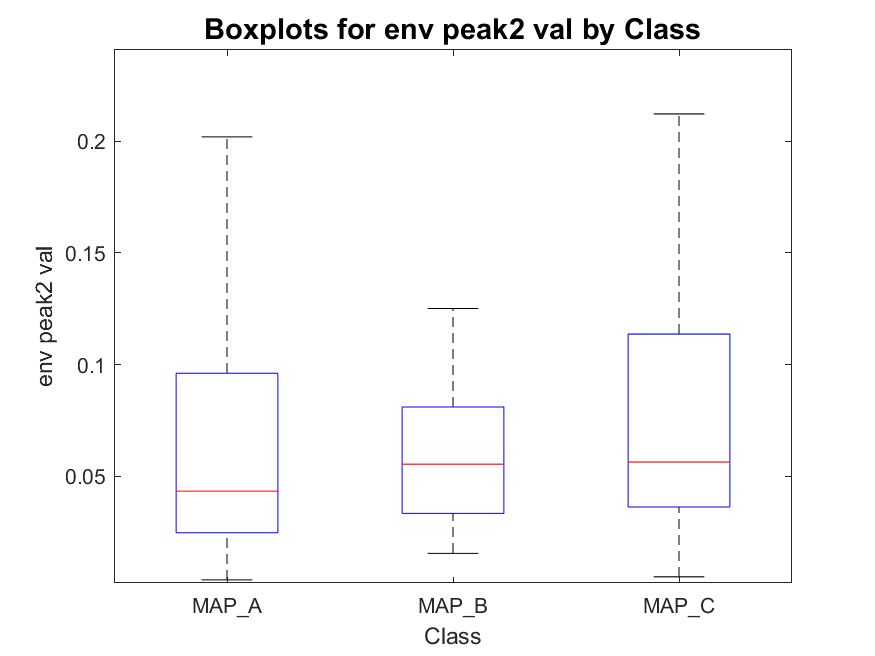 Boxplots for env peak2 val by Class
0.2
0.15
0.1
0.05
env peak2 val
MAP_A MAP_B MAP_C
Class